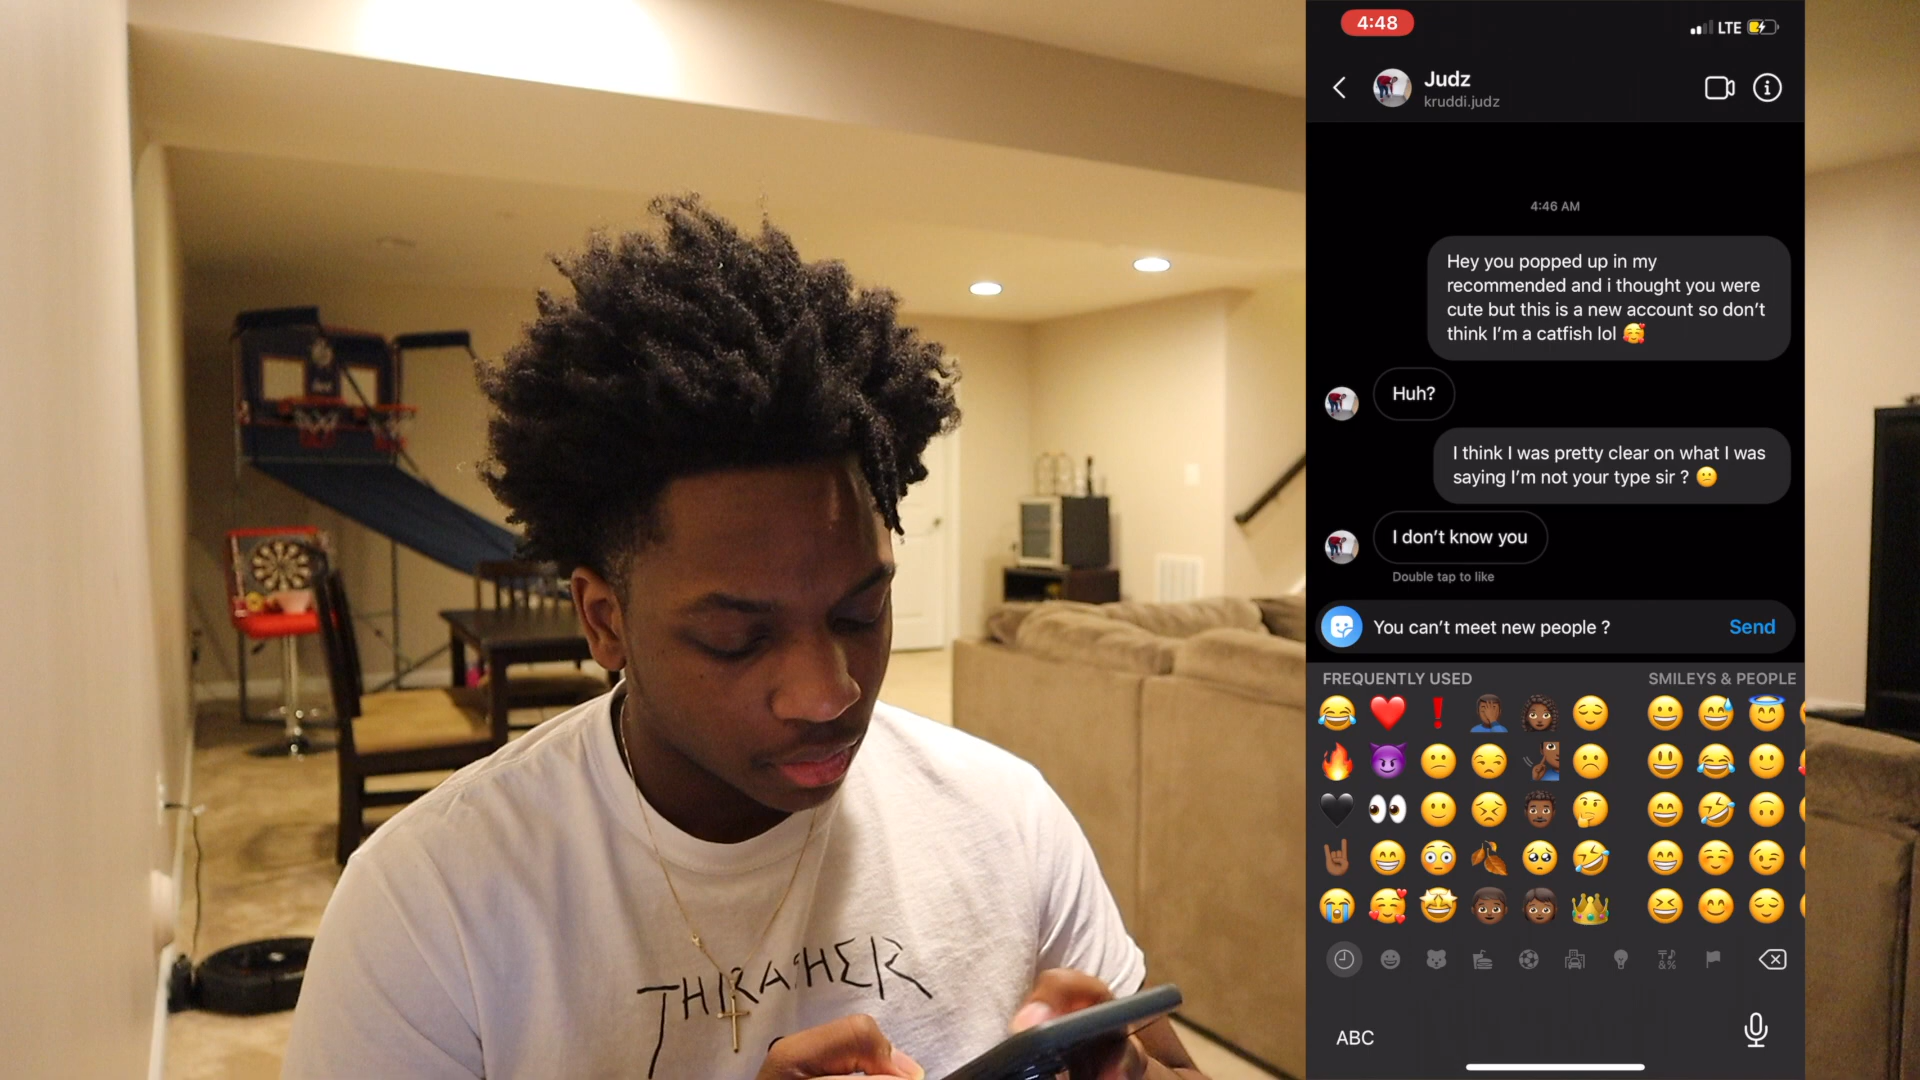 4:48
LTE
Judz
kruddi.judz
4:46 AM
Hey you popped up in my
recommended and i thought you were
cute but this is a new account so don't
think I'm a catfish lol 🥰
Huh?
I think I was pretty clear on what I was
saying I'm not your type sir ? 😕
I don't know you
Double tap to like
You can't meet new people ?
Send
FREQUENTLY USED
SMILEYS & PEOPLE
ABC
THRASHER